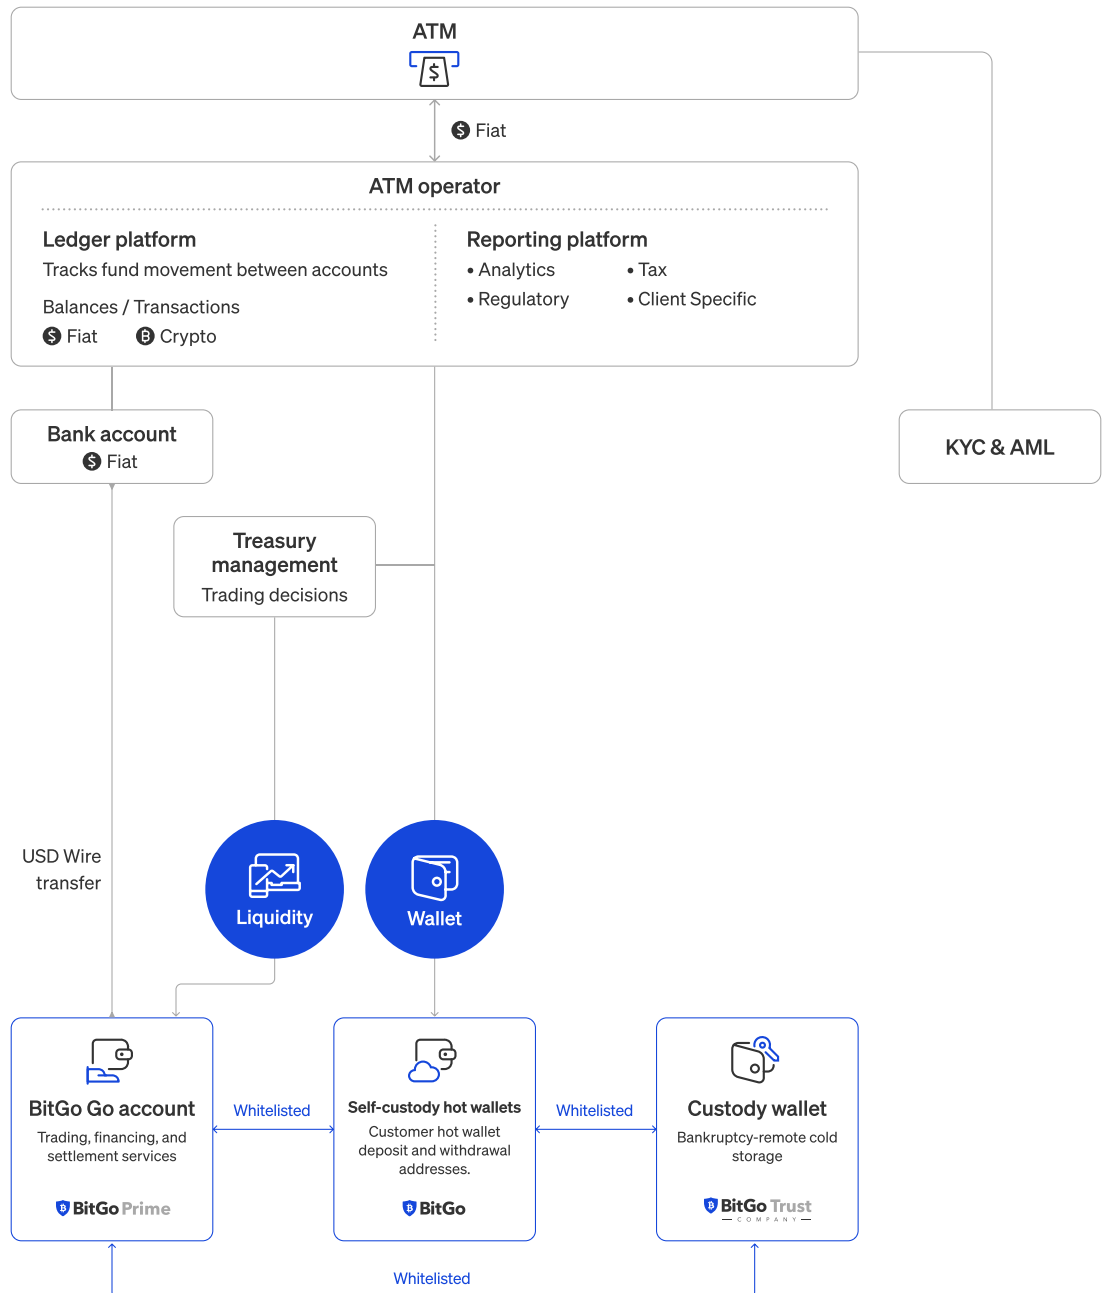 ATM
Fiat
ATM operator
Ledger platform
Tracks fund movement between accounts
Balances / Transactions
Fiat
Crypto
Reporting platform
• Analytics
• Tax
• Regulatory
• Client Specific
Bank account
Fiat
KYC & AML
Treasury
management
Trading decisions
USD Wire
transfer
Liquidity
Wallet
BitGo Go account
Trading, financing, and
settlement services
BitGo Prime
Whitelisted
Self-custody hot wallets
Customer hot wallet
deposit and withdrawal
addresses.
BitGo
Whitelisted
Custody wallet
Bankruptcy-remote cold
storage
BitGo Trust
COMPANY
Whitelisted